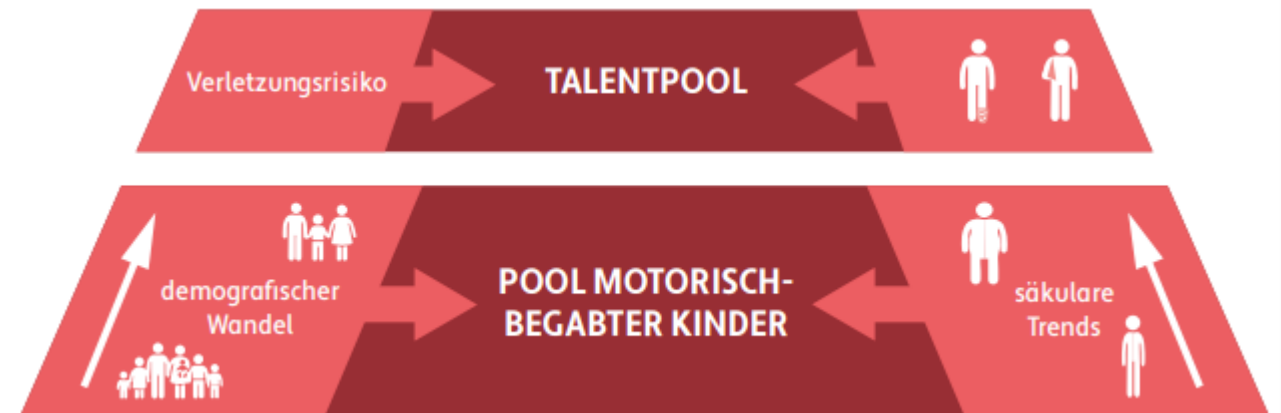 Verletzungsrisiko
TALENTPOOL
demografischer
Wandel
POOL MOTORISCH-
BEGABTER KINDER
säkulare
Trends